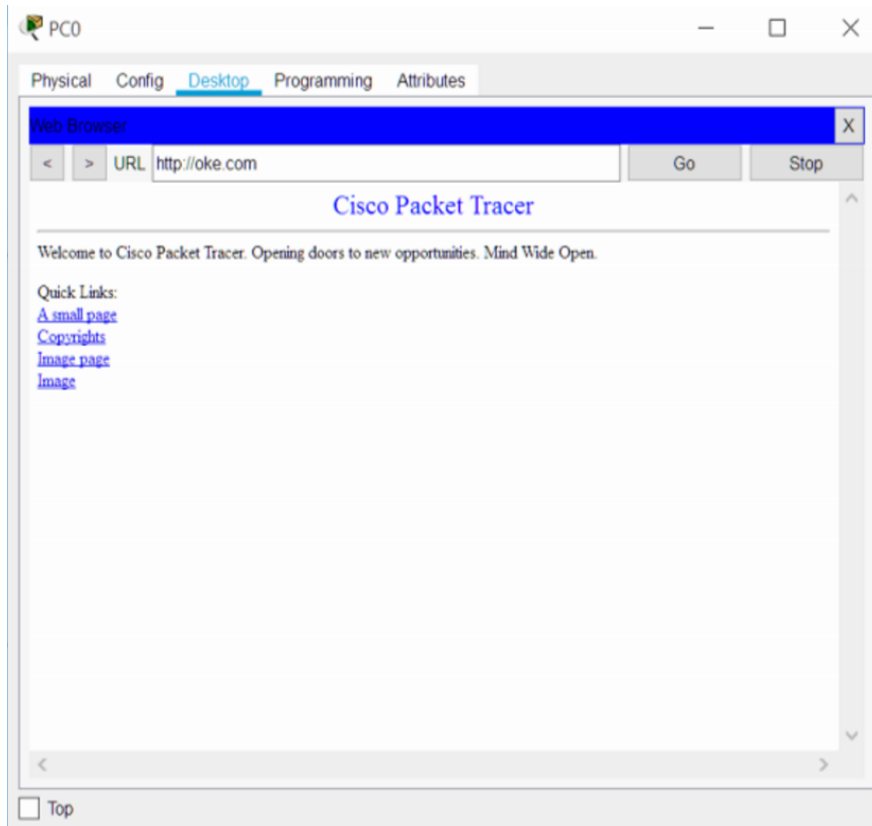 PC0
Physical Config Desktop Programming Attributes
Web Browser
X
< > URL http://oke.com Go Stop
Cisco Packet Tracer
Welcome to Cisco Packet Tracer. Opening doors to new opportunities. Mind Wide Open.
Quick Links:
A small page
Copyrights
Image page
Image
Top